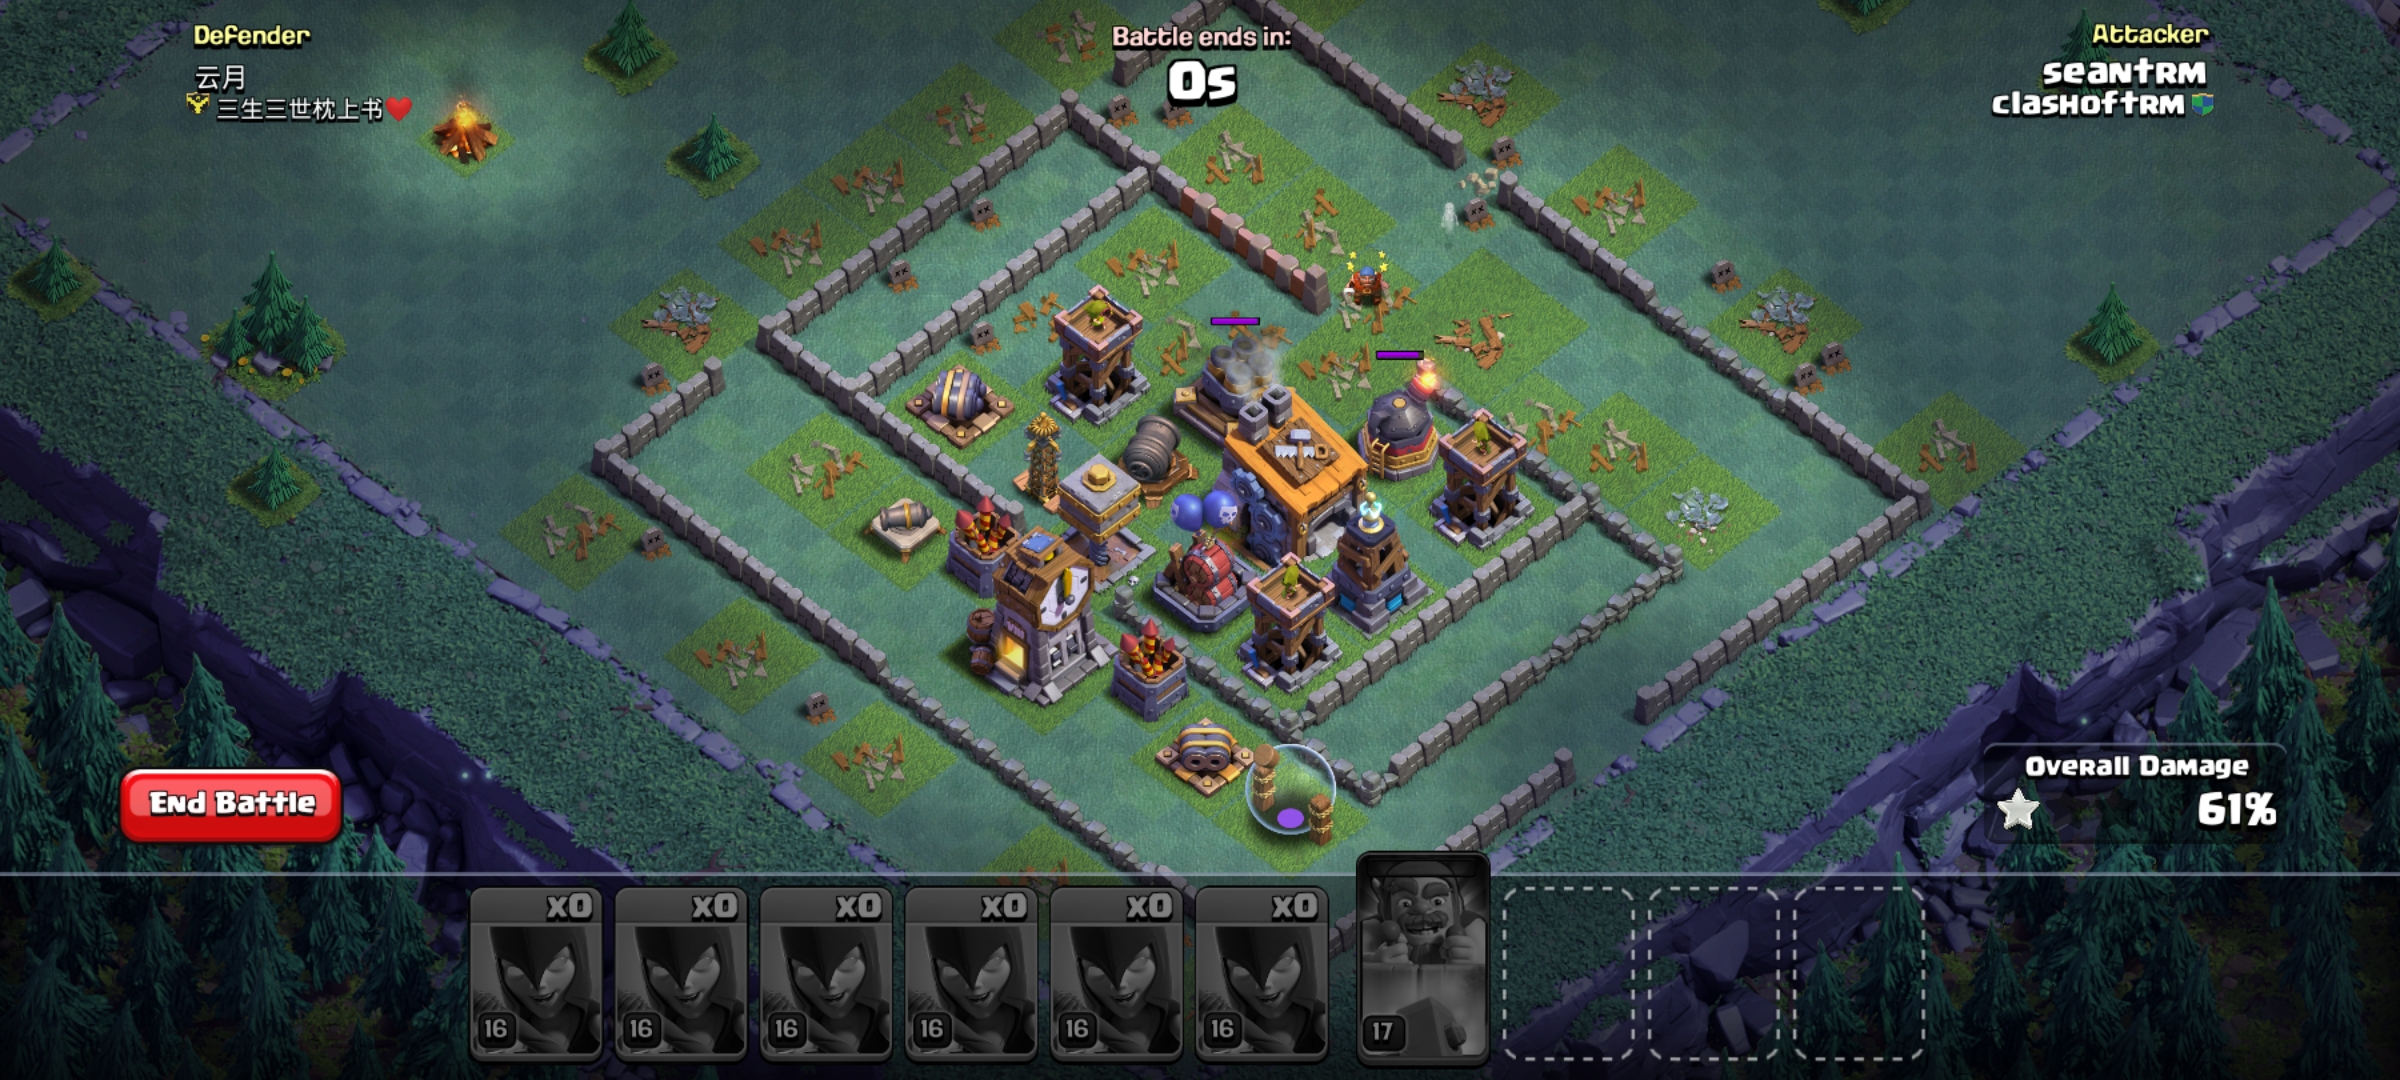 Defender
云月
三生三世枕上书❤️
Battle ends in:
0s
Attacker
seantRM
clashoftRM
End Battle
Overall Damage
61%
x0 x0 x0 x0 x0 x0
16 16 16 16 16 16 17